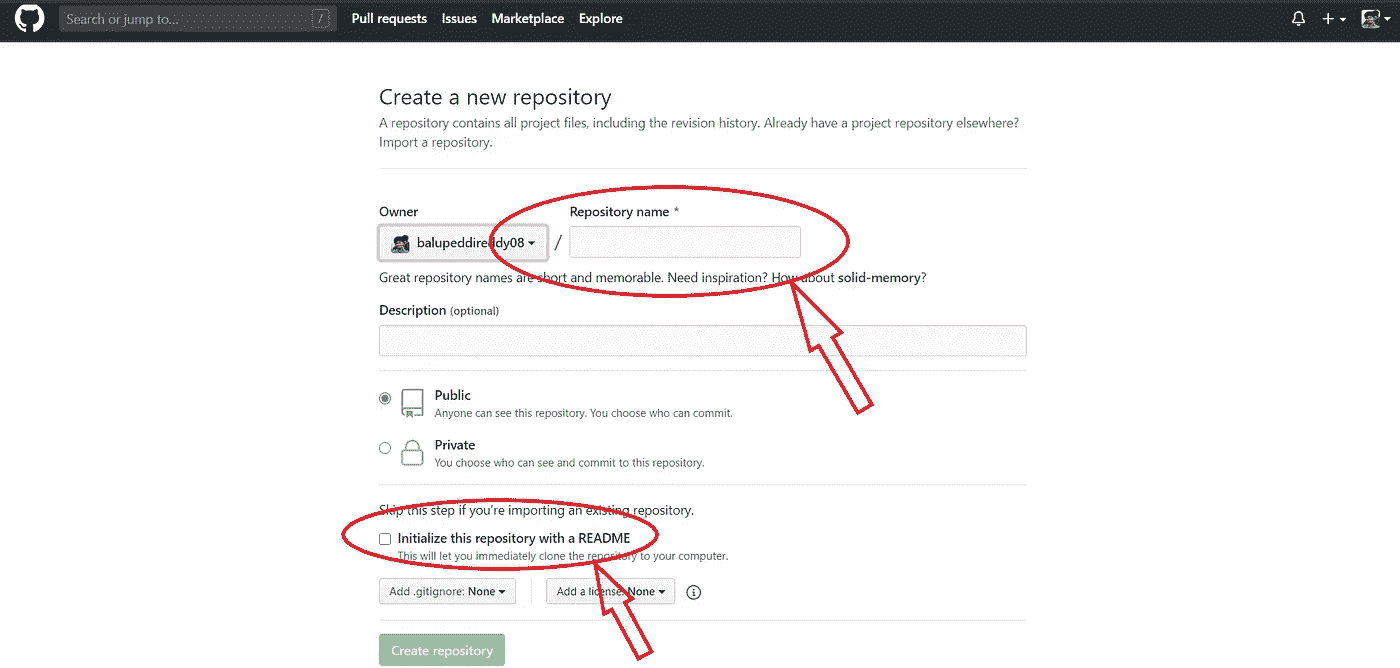 Search or jump to... / Pull requests Issues Marketplace Explore
Create a new repository
A repository contains all project files, including the revision history. Already have a project repository elsewhere?
Import a repository.
Owner Repository name *
balupeddireddy08 /
Great repository names are short and memorable. Need inspiration? How about solid-memory?
Description (optional)
Public
Anyone can see this repository. You choose who can commit.
Private
You choose who can see and commit to this repository.
Skip this step if you're importing an existing repository.
Initialize this repository with a README
This will let you immediately clone the repository to your computer.
Add .gitignore: None Add a license: None
Create repository